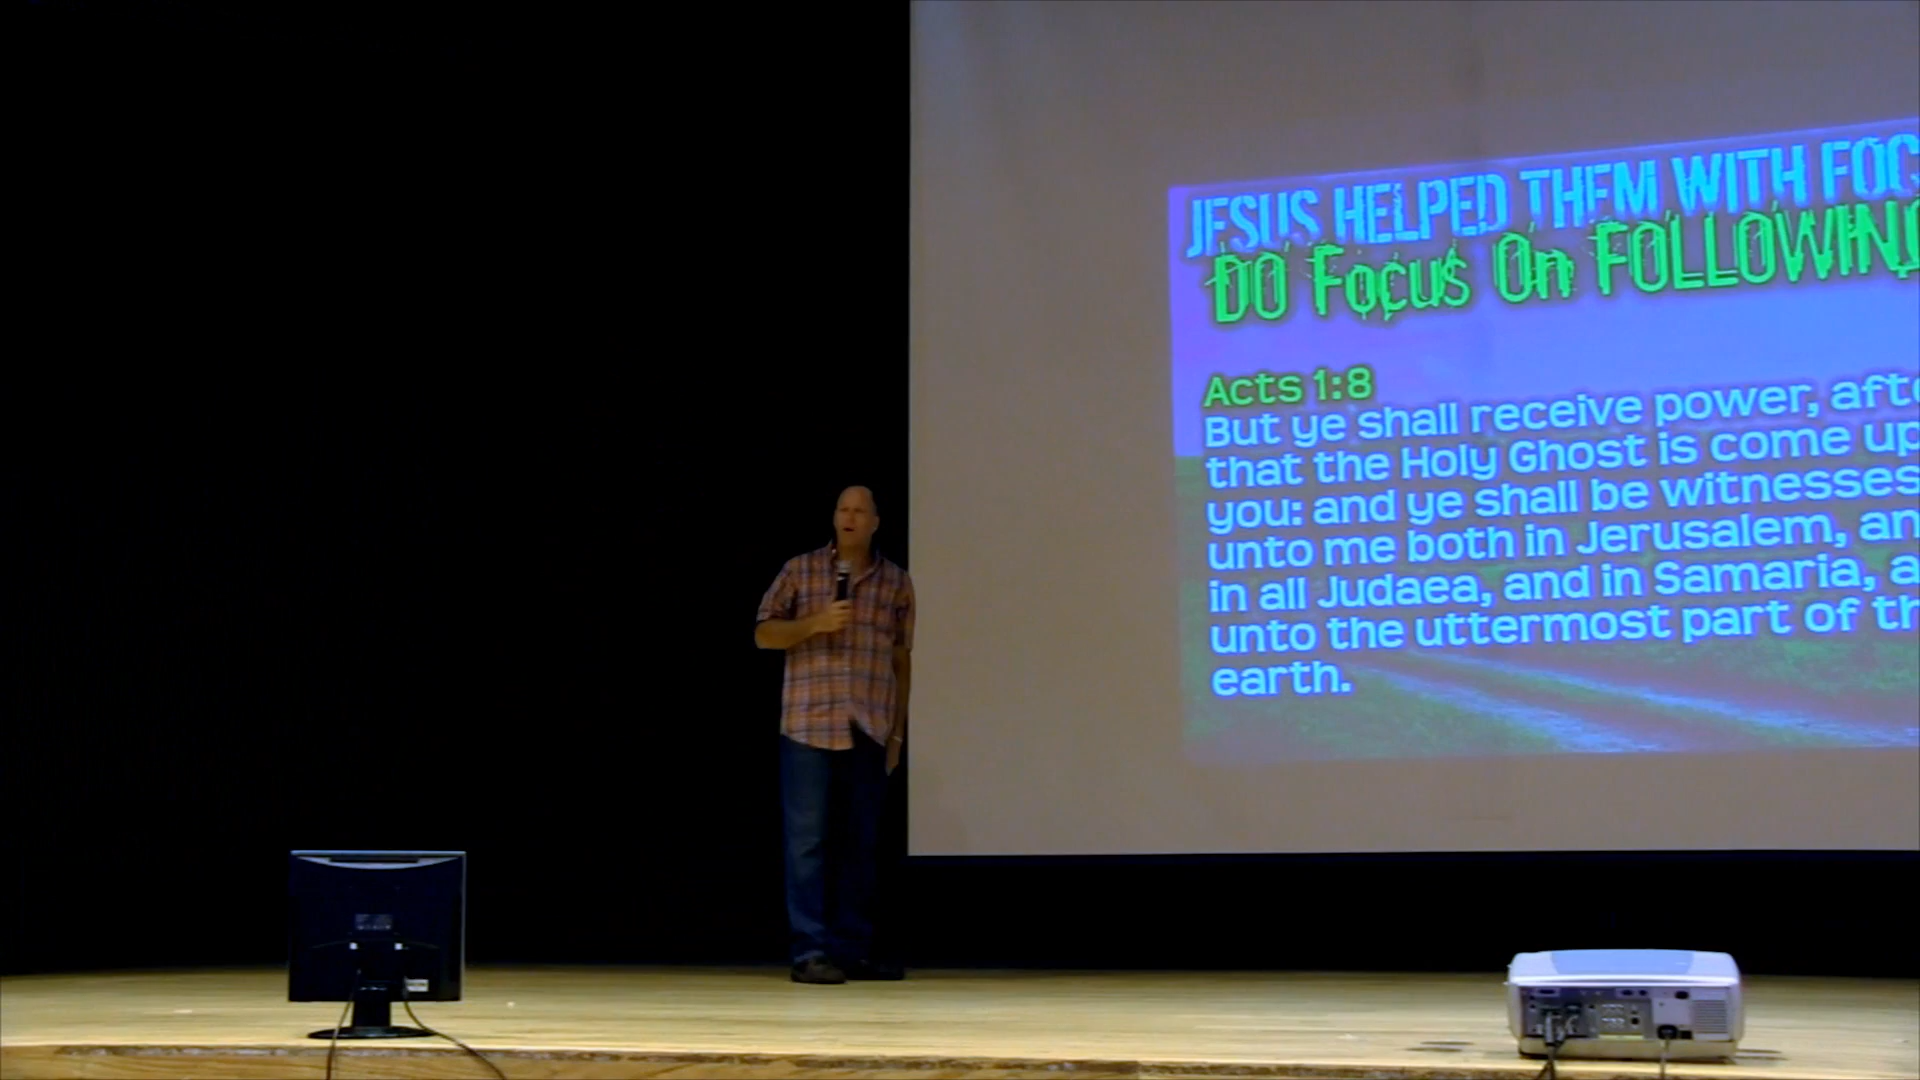 JESUS HELPED THEM WITH FOC
DO Focus On FOLLOWING
Acts 1:8
But ye shall receive power, afte
that the Holy Ghost is come up
you: and ye shall be witnesses
unto me both in Jerusalem, an
in all Judaea, and in Samaria, a
unto the uttermost part of th
earth.